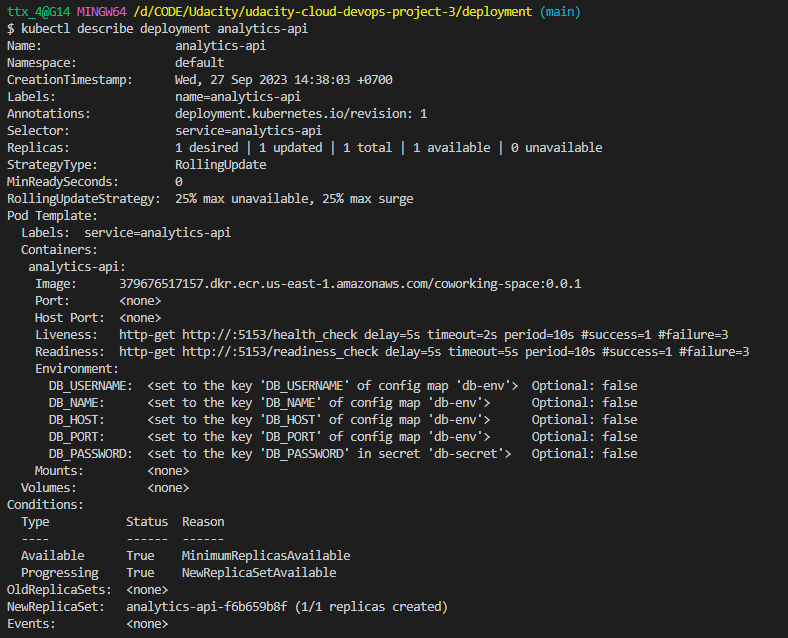 ttx_4@G14 MINGW64 /d/CODE/Udacity/udacity-cloud-devops-project-3/deployment (main)
$ kubectl describe deployment analytics-api
Name:                   analytics-api
Namespace:              default
CreationTimestamp:      Wed, 27 Sep 2023 14:38:03 +0700
Labels:                 name=analytics-api
Annotations:            deployment.kubernetes.io/revision: 1
Selector:               service=analytics-api
Replicas:               1 desired | 1 updated | 1 total | 1 available | 0 unavailable
StrategyType:           RollingUpdate
MinReadySeconds:        0
RollingUpdateStrategy:  25% max unavailable, 25% max surge
Pod Template:
  Labels:  service=analytics-api
  Containers:
   analytics-api:
    Image:      379676517157.dkr.ecr.us-east-1.amazonaws.com/coworking-space:0.0.1
    Port:       <none>
    Host Port:  <none>
    Liveness:   http-get http://:5153/health_check delay=5s timeout=2s period=10s #success=1 #failure=3
    Readiness:  http-get http://:5153/readiness_check delay=5s timeout=5s period=10s #success=1 #failure=3
    Environment:
      DB_USERNAME:  <set to the key 'DB_USERNAME' of config map 'db-env'>  Optional: false
      DB_NAME:      <set to the key 'DB_NAME' of config map 'db-env'>      Optional: false
      DB_HOST:      <set to the key 'DB_HOST' of config map 'db-env'>      Optional: false
      DB_PORT:      <set to the key 'DB_PORT' of config map 'db-env'>      Optional: false
      DB_PASSWORD:  <set to the key 'DB_PASSWORD' in secret 'db-secret'>   Optional: false
    Mounts:         <none>
  Volumes:          <none>
Conditions:
  Type           Status  Reason
  ----           ------  ------
  Available      True    MinimumReplicasAvailable
  Progressing    True    NewReplicaSetAvailable
OldReplicaSets:  <none>
NewReplicaSet:   analytics-api-f6b659b8f (1/1 replicas created)
Events:          <none>